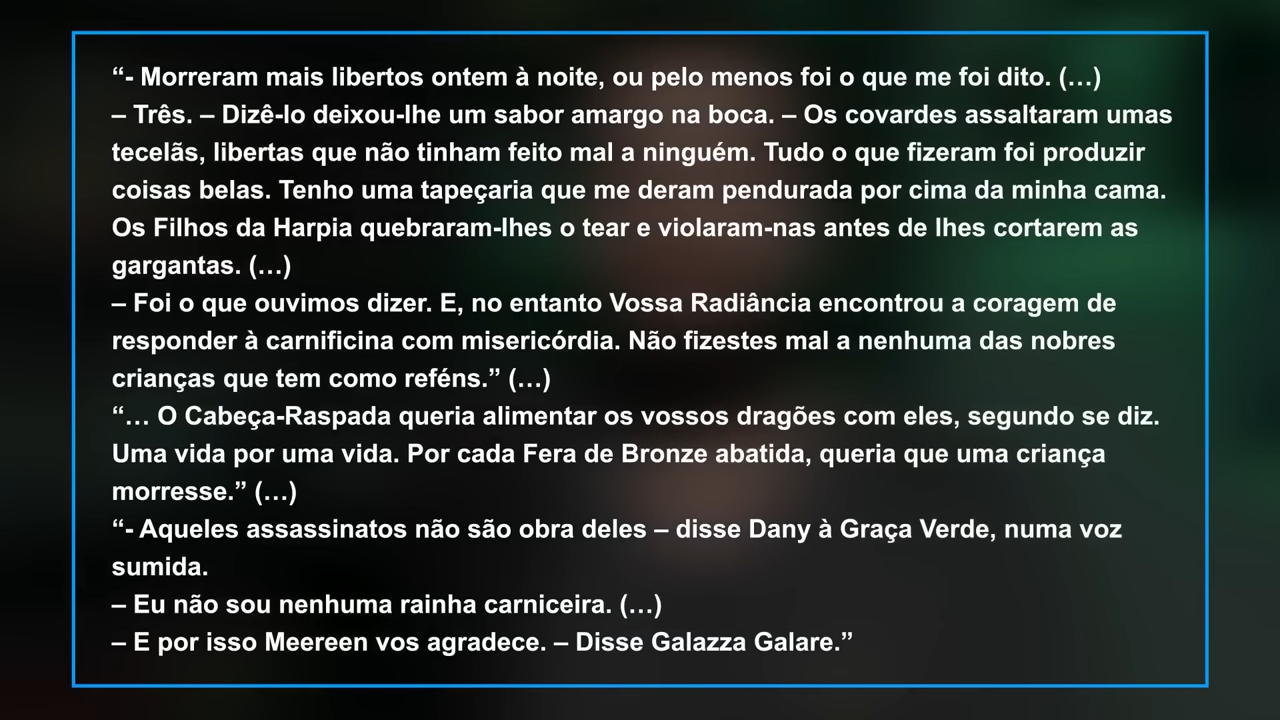 “- Morreram mais libertos ontem à noite, ou pelo menos foi o que me foi dito. (…)
– Três. – Dizê-lo deixou-lhe um sabor amargo na boca. – Os covardes assaltaram umas
tecelãs, libertas que não tinham feito mal a ninguém. Tudo o que fizeram foi produzir
coisas belas. Tenho uma tapeçaria que me deram pendurada por cima da minha cama.
Os Filhos da Harpia quebraram-lhes o tear e violaram-nas antes de lhes cortarem as
gargantas. (…)
– Foi o que ouvimos dizer. E, no entanto Vossa Radiância encontrou a coragem de
responder à carnificina com misericórdia. Não fizestes mal a nenhuma das nobres
crianças que tem como reféns.” (…)
“… O Cabeça-Raspada queria alimentar os vossos dragões com eles, segundo se diz.
Uma vida por uma vida. Por cada Fera de Bronze abatida, queria que uma criança
morresse.” (…)
“- Aqueles assassinatos não são obra deles – disse Dany à Graça Verde, numa voz
sumida.
– Eu não sou nenhuma rainha carniceira. (…)
– E por isso Meereen vos agradece. – Disse Galazza Galare.”